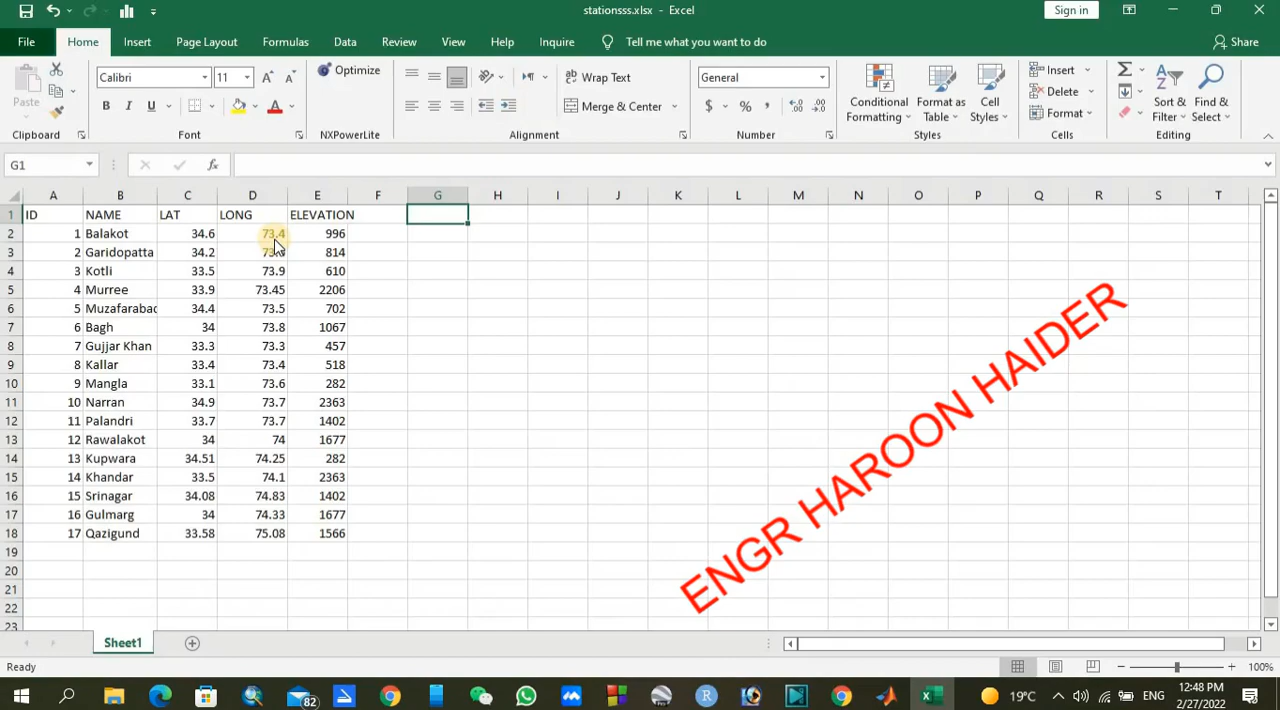 stationsss.xlsx - Excel
Sign in
File Home Insert Page Layout Formulas Data Review View Help Inquire Tell me what you want to do Share
Paste
Clipboard
Calibri 11
B I U A
Font
Optimize
NXPowerLite
Wrap Text
Merge & Center
Alignment
General
$ % ,
Number
Conditional Formatting
Format as Table
Cell Styles
Styles
Insert
Delete
Format
Cells
Sort & Filter
Find & Select
Editing
G1
fx
A B C D E F G H I J K L M N O P Q R S T
1 ID NAME LAT LONG ELEVATION
2 1 Balakot 34.6 73.4 996
3 2 Garidopatta 34.2 814
4 3 Kotli 33.5 73.9 610
5 4 Murree 33.9 73.45 2206
6 5 Muzafarabad 34.4 73.5 702
7 6 Bagh 34 73.8 1067
8 7 Gujjar Khan 33.3 73.3 457
9 8 Kallar 33.4 73.4 518
10 9 Mangla 33.1 73.6 282
11 10 Narran 34.9 73.7 2363
12 11 Palandri 33.7 73.7 1402
13 12 Rawalakot 34 74 1677
14 13 Kupwara 34.51 74.25 282
15 14 Khandar 33.5 74.1 2363
16 15 Srinagar 34.08 74.83 1402
17 16 Gulmarg 34 74.33 1677
18 17 Qazigund 33.58 75.08 1566
19
20
21
22
23
ENGR HAROON HAIDER
Sheet1
Ready
100%
82
19°C
ENG
12:48 PM
2/27/2022